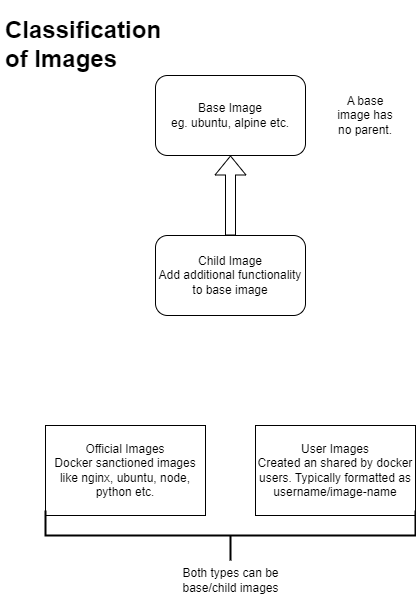 Classification
of Images
Base Image
eg. ubuntu, alpine etc.
A base
image has
no parent.
Child Image
Add additional functionality
to base image
Official Images
Docker sanctioned images
like nginx, ubuntu, node,
python etc.
User Images
Created an shared by docker
users. Typically formatted as
username/image-name
Both types can be
base/child images